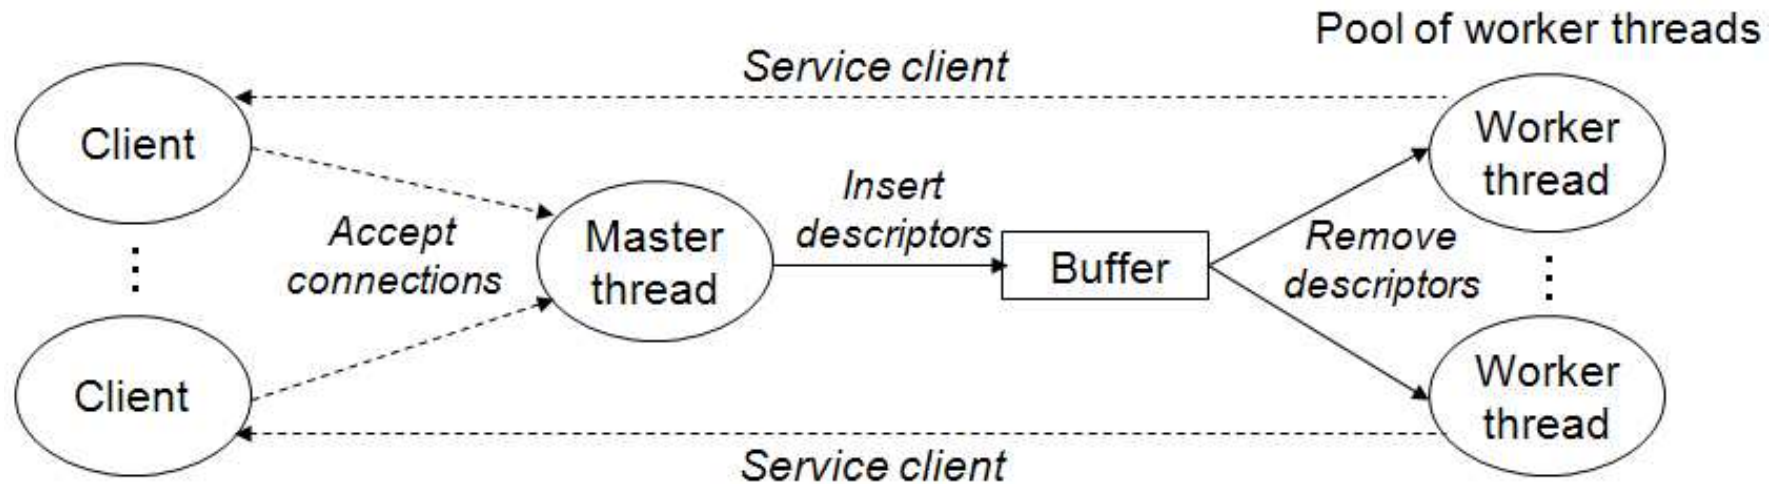 Pool of worker threads
Service client
Client
Worker
thread
Insert
descriptors
Accept
connections
Master
thread
Buffer
Remove
descriptors
⋮
⋮
Client
Worker
thread
Service client